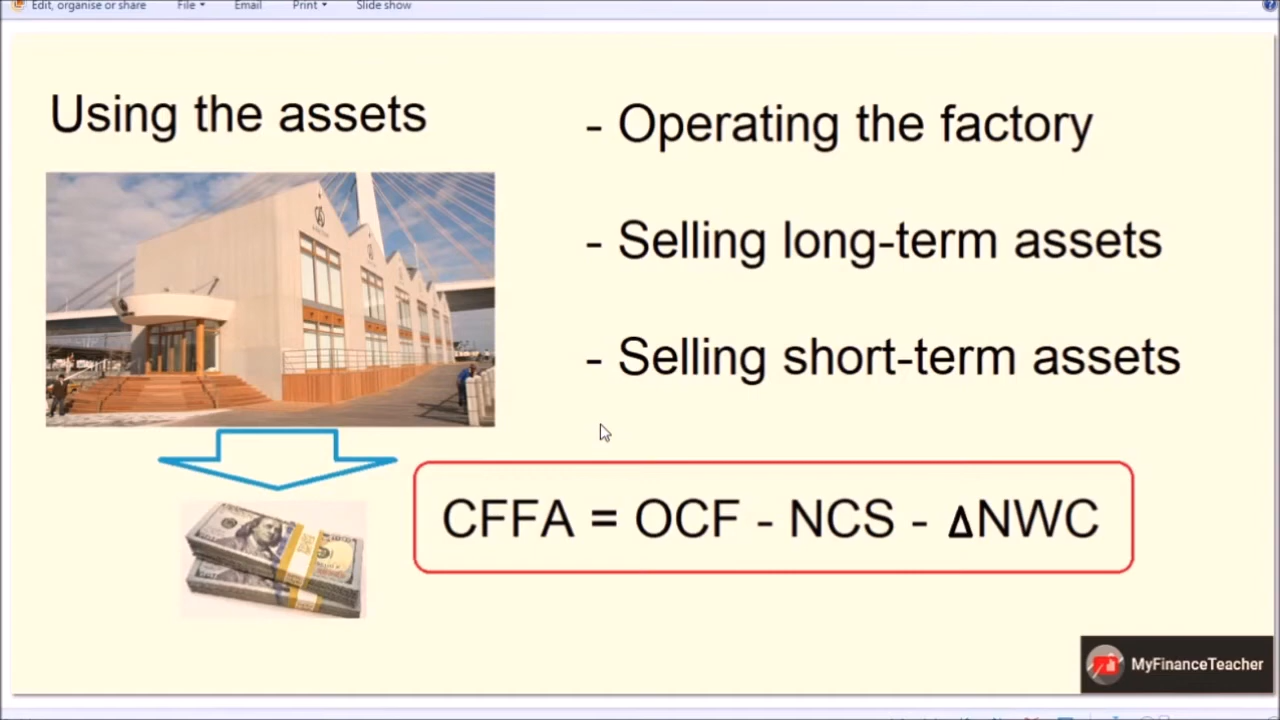 Edit, organise or share File Email Print Slide show
Using the assets
- Operating the factory
- Selling long-term assets
- Selling short-term assets
CFFA = OCF - NCS - ΔNWC
MyFinanceTeacher